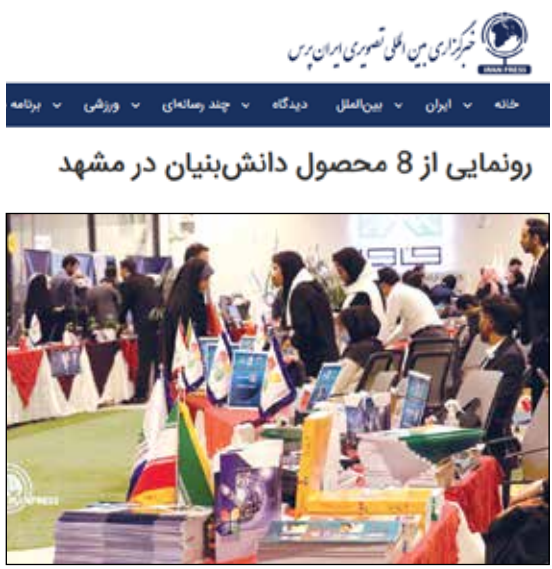 خبرگزاری بین المللی تصویری ایران پرس
IRAN PRESS
خانه ایران بین‌الملل دیدگاه چند رسانه‌ای ورزشی برنامه
رونمایی از 8 محصول دانش‌بنیان در مشهد